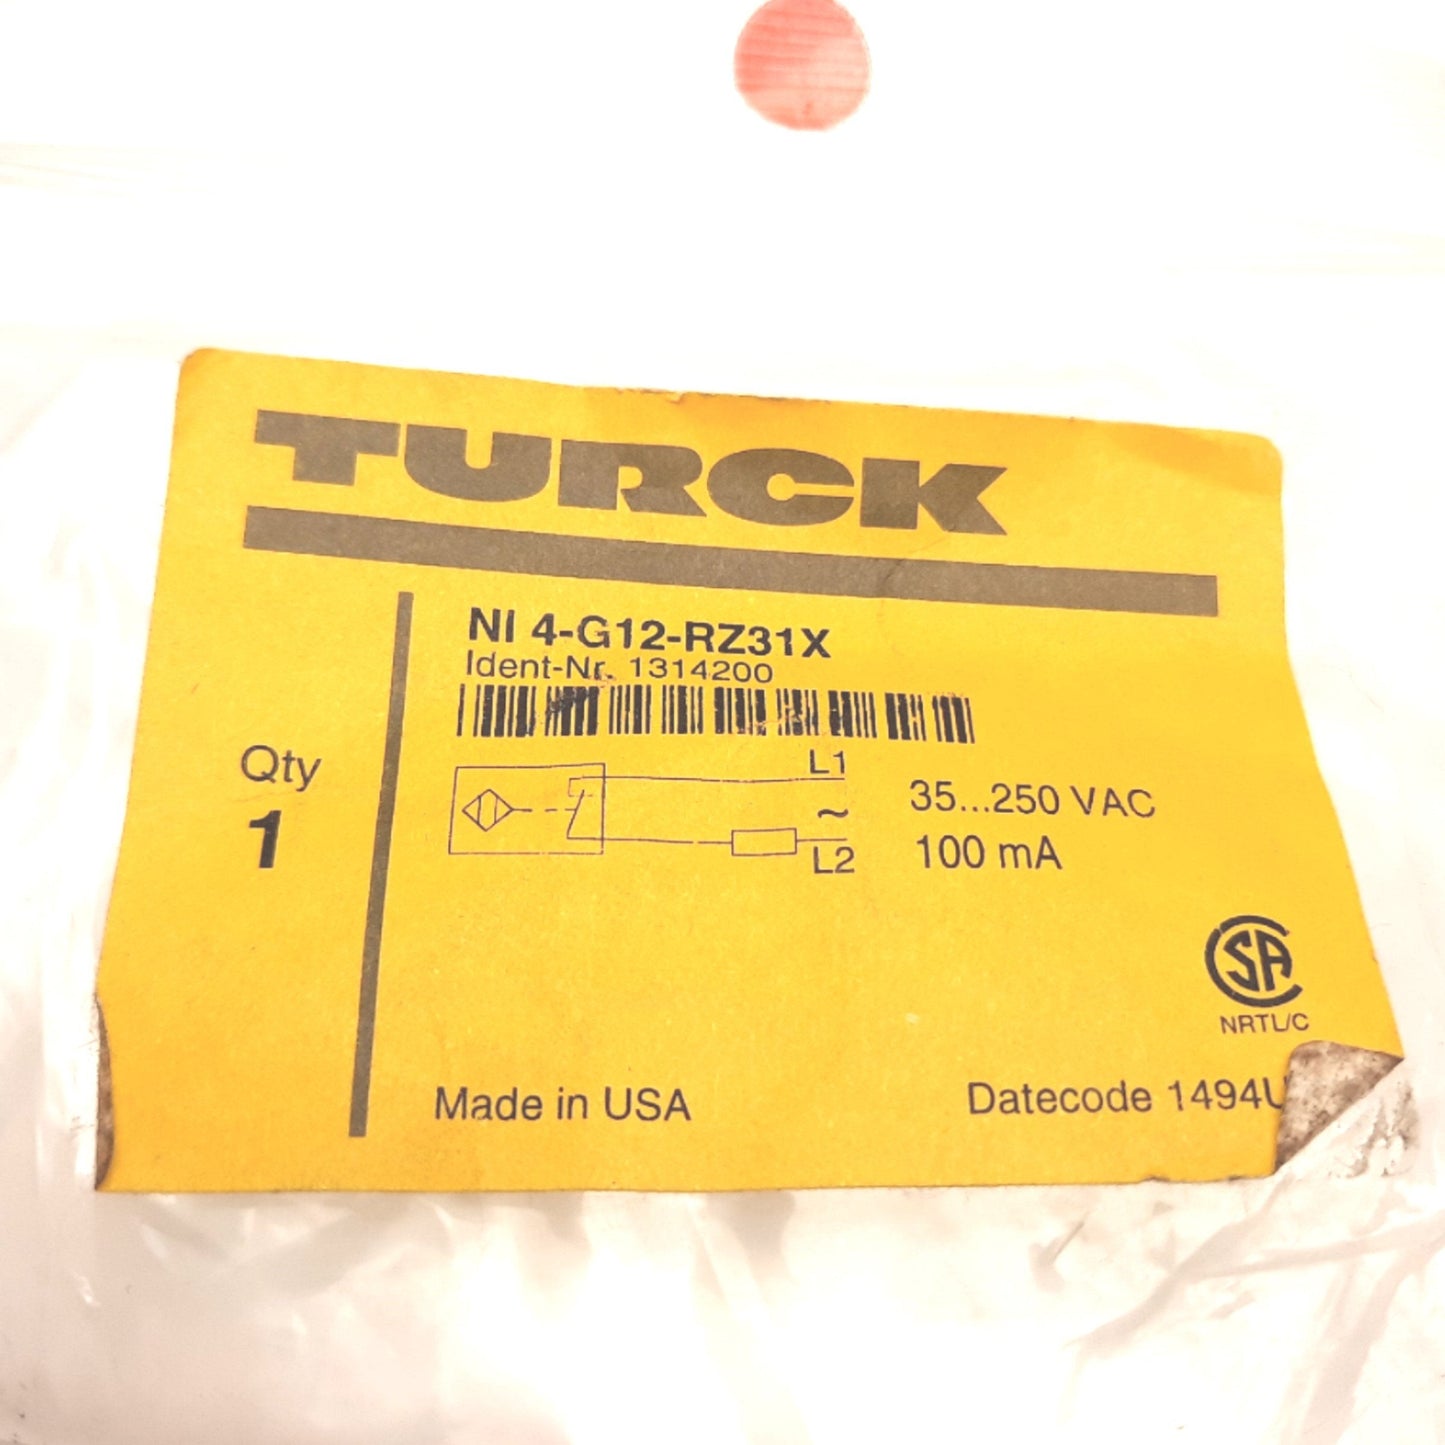 TURCK
NI 4-G12-RZ31X
Ident-Nr. 1314200
Qty
1
L1
~
L2
35...250 VAC
100 mA
CSA
NRTL/C
Made in USA
Datecode 1494U